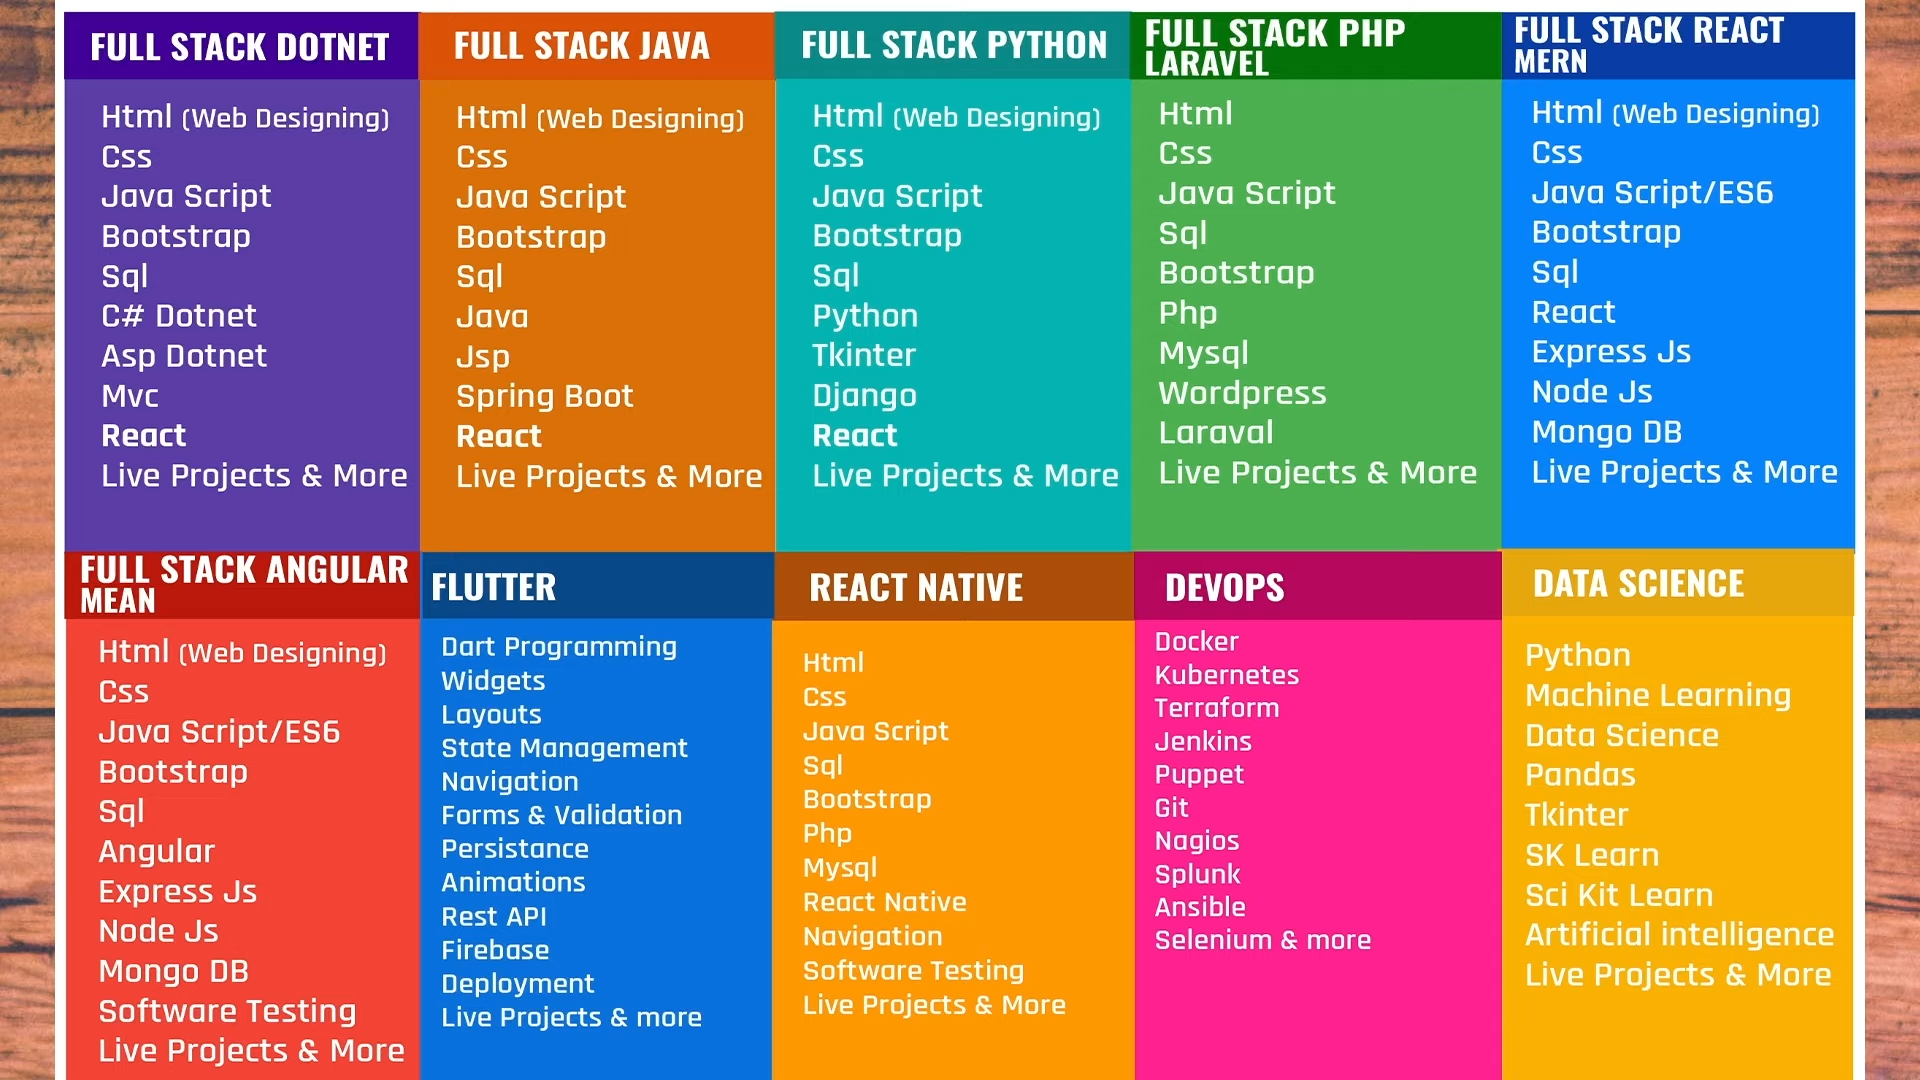 FULL STACK DOTNET
Html (Web Designing)
Css
Java Script
Bootstrap
Sql
C# Dotnet
Asp Dotnet
Mvc
React
Live Projects & More
FULL STACK JAVA
Html (Web Designing)
Css
Java Script
Bootstrap
Sql
Java
Jsp
Spring Boot
React
Live Projects & More
FULL STACK PYTHON
Html (Web Designing)
Css
Java Script
Bootstrap
Sql
Python
Tkinter
Django
React
Live Projects & More
FULL STACK PHP
LARAVEL
Html
Css
Java Script
Sql
Bootstrap
Php
Mysql
Wordpress
Laraval
Live Projects & More
FULL STACK REACT
MERN
Html (Web Designing)
Css
Java Script/ES6
Bootstrap
Sql
React
Express Js
Node Js
Mongo DB
Live Projects & More
FULL STACK ANGULAR
MEAN
Html (Web Designing)
Css
Java Script/ES6
Bootstrap
Sql
Angular
Express Js
Node Js
Mongo DB
Software Testing
Live Projects & More
FLUTTER
Dart Programming
Widgets
Layouts
State Management
Navigation
Forms & Validation
Persistance
Animations
Rest API
Firebase
Deployment
Live Projects & more
REACT NATIVE
Html
Css
Java Script
Sql
Bootstrap
Php
Mysql
React Native
Navigation
Software Testing
Live Projects & More
DEVOPS
Docker
Kubernetes
Terraform
Jenkins
Puppet
Git
Nagios
Splunk
Ansible
Selenium & more
DATA SCIENCE
Python
Machine Learning
Data Science
Pandas
Tkinter
SK Learn
Sci Kit Learn
Artificial intelligence
Live Projects & More